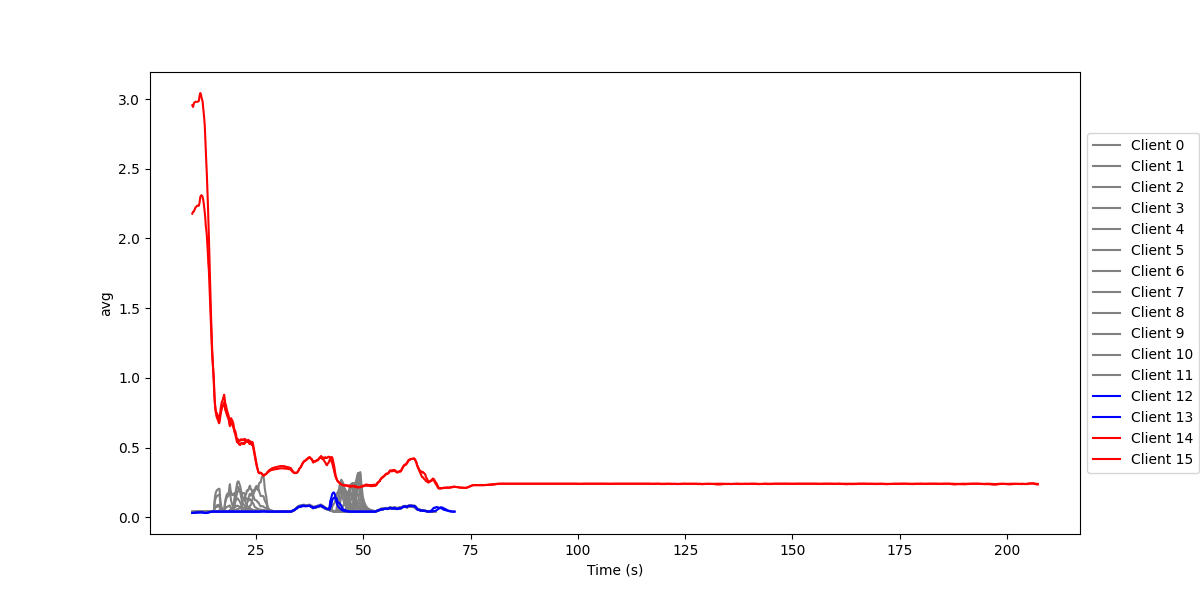 3.0
2.5
2.0
1.5
1.0
0.5
0.0
avg
25
50
75
100
125
150
175
200
Time (s)
Client 0
Client 1
Client 2
Client 3
Client 4
Client 5
Client 6
Client 7
Client 8
Client 9
Client 10
Client 11
Client 12
Client 13
Client 14
Client 15